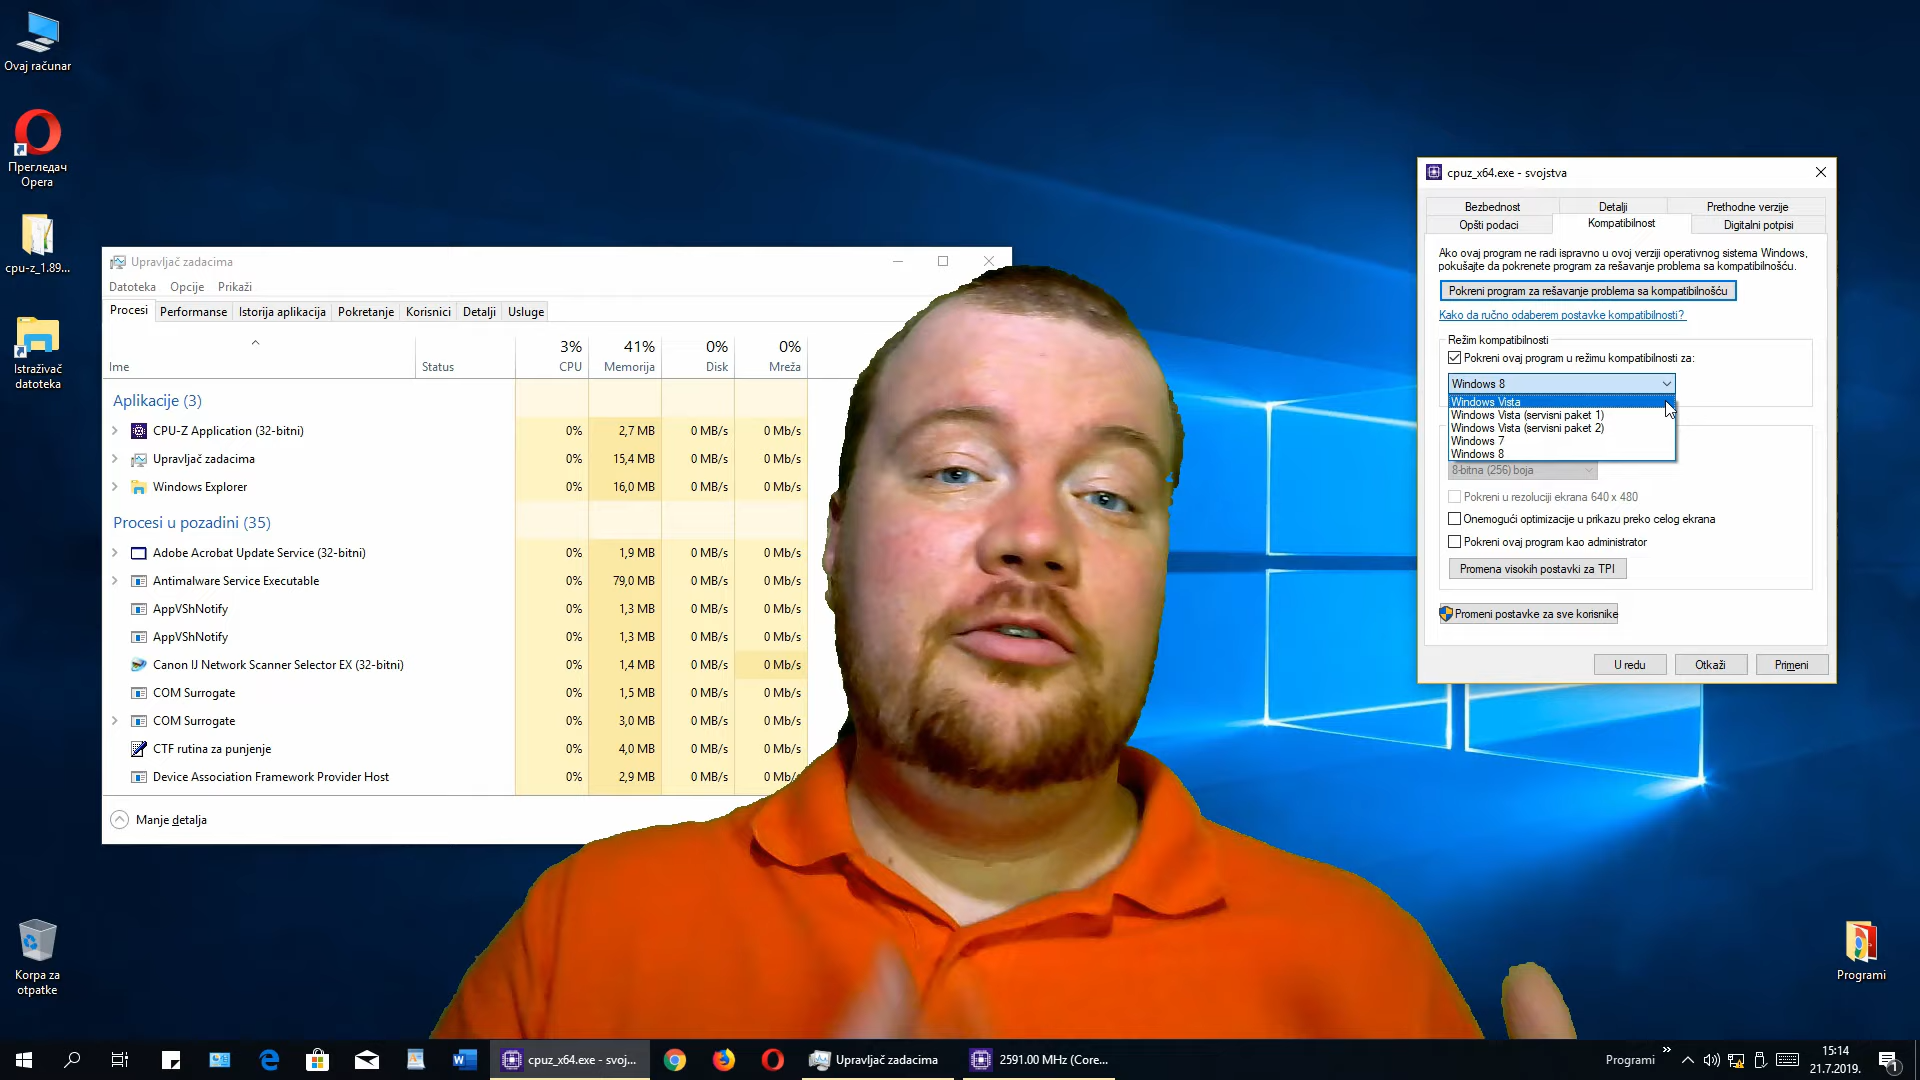 Ovaj računar
Прегледач
Opera
cpu-z_1.89...
Istraživač
datoteka
Korpa za
otpatke
Programi
Upravljač zadacima
Datoteka Opcije Prikaži
Procesi Performanse Istorija aplikacija Pokretanje Korisnici Detalji Usluge
3% 41% 0% 0%
Ime Status CPU Memorija Disk Mreža
Aplikacije (3)
CPU-Z Application (32-bitni) 0% 2,7 MB 0 MB/s 0 Mb/s
Upravljač zadacima 0% 15,4 MB 0 MB/s 0 Mb/s
Windows Explorer 0% 16,0 MB 0 MB/s 0 Mb/s
Procesi u pozadini (35)
Adobe Acrobat Update Service (32-bitni) 0% 1,9 MB 0 MB/s 0 Mb/s
Antimalware Service Executable 0% 79,0 MB 0 MB/s 0 Mb/s
AppVShNotify 0% 1,3 MB 0 MB/s 0 Mb/s
AppVShNotify 0% 1,3 MB 0 MB/s 0 Mb/s
Canon IJ Network Scanner Selector EX (32-bitni) 0% 1,4 MB 0 MB/s 0 Mb/s
COM Surrogate 0% 1,5 MB 0 MB/s 0 Mb/s
COM Surrogate 0% 3,0 MB 0 MB/s 0 Mb/s
CTF rutina za punjenje 0% 4,0 MB 0 MB/s 0 Mb/s
Device Association Framework Provider Host 0% 2,9 MB 0 MB/s 0 Mb/s
Manje detalja
cpuz_x64.exe - svojstva
Bezbednost Detalji Prethodne verzije
Opšti podaci Kompatibilnost Digitalni potpisi
Ako ovaj program ne radi ispravno u ovoj verziji operativnog sistema Windows,
pokušajte da pokrenete program za rešavanje problema sa kompatibilnošću.
Pokreni program za rešavanje problema sa kompatibilnošću
Kako da ručno odaberem postavke kompatibilnosti?
Režim kompatibilnosti
Pokreni ovaj program u režimu kompatibilnosti za:
Windows 8
Windows Vista
Windows Vista (servisni paket 1)
Windows Vista (servisni paket 2)
Windows 7
Windows 8
8-bitna (256) boja
Pokreni u rezoluciji ekrana 640 x 480
Onemogući optimizacije u prikazu preko celog ekrana
Pokreni ovaj program kao administrator
Promena visokih postavki za TPI
Promeni postavke za sve korisnike
U redu Otkaži Primeni
cpuz_x64.exe - svoj... Upravljač zadacima 2591.00 MHz (Core... Programi 15:14
21.7.2019. 1